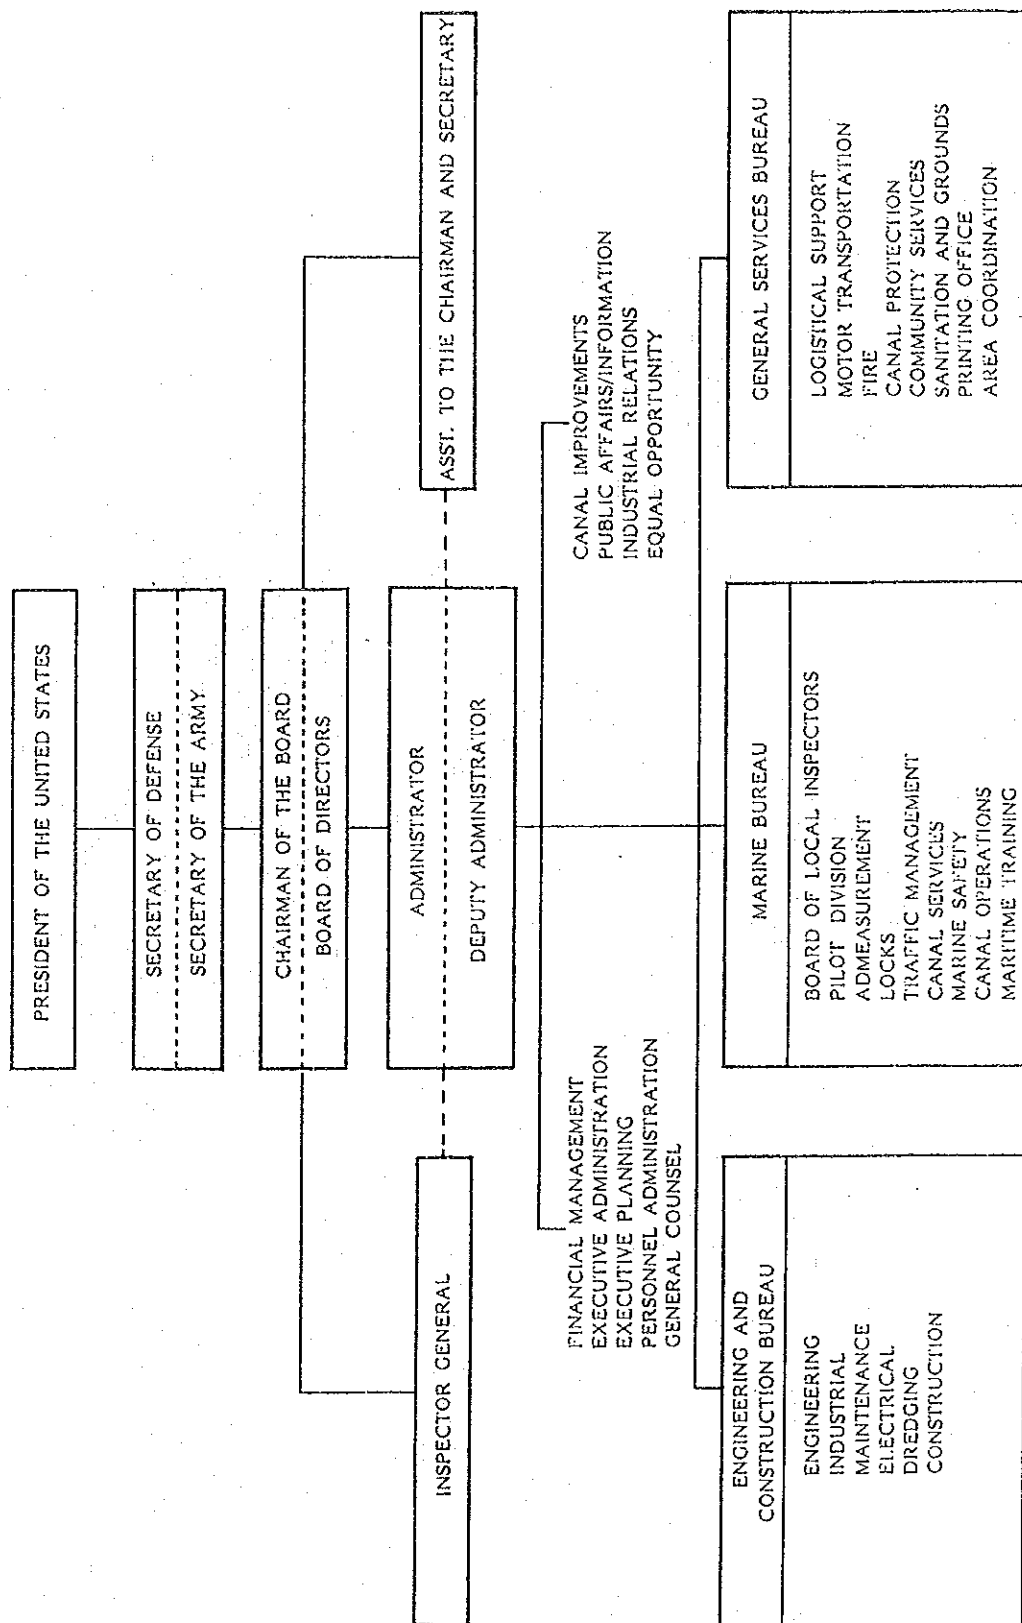 PRESIDENT OF THE UNITED STATES
SECRETARY OF DEFENSE
SECRETARY OF THE ARMY
CHAIRMAN OF THE BOARD
BOARD OF DIRECTORS
INSPECTOR GENERAL
ADMINISTRATOR
DEPUTY ADMINISTRATOR
ASST. TO THE CHAIRMAN AND SECRETARY
FINANCIAL MANAGEMENT
EXECUTIVE ADMINISTRATION
EXECUTIVE PLANNING
PERSONNEL ADMINISTRATION
GENERAL COUNSEL
CANAL IMPROVEMENTS
PUBLIC AFFAIRS/INFORMATION
INDUSTRIAL RELATIONS
EQUAL OPPORTUNITY
ENGINEERING AND
CONSTRUCTION BUREAU
ENGINEERING
INDUSTRIAL
MAINTENANCE
ELECTRICAL
DREDGING
CONSTRUCTION
MARINE BUREAU
BOARD OF LOCAL INSPECTORS
PILOT DIVISION
ADMEASUREMENT
LOCKS
TRAFFIC MANAGEMENT
CANAL SERVICES
MARINE SAFETY
CANAL OPERATIONS
MARITIME TRAINING
GENERAL SERVICES BUREAU
LOGISTICAL SUPPORT
MOTOR TRANSPORTATION
FIRE
CANAL PROTECTION
COMMUNITY SERVICES
SANITATION AND GROUNDS
PRINTING OFFICE
AREA COORDINATION